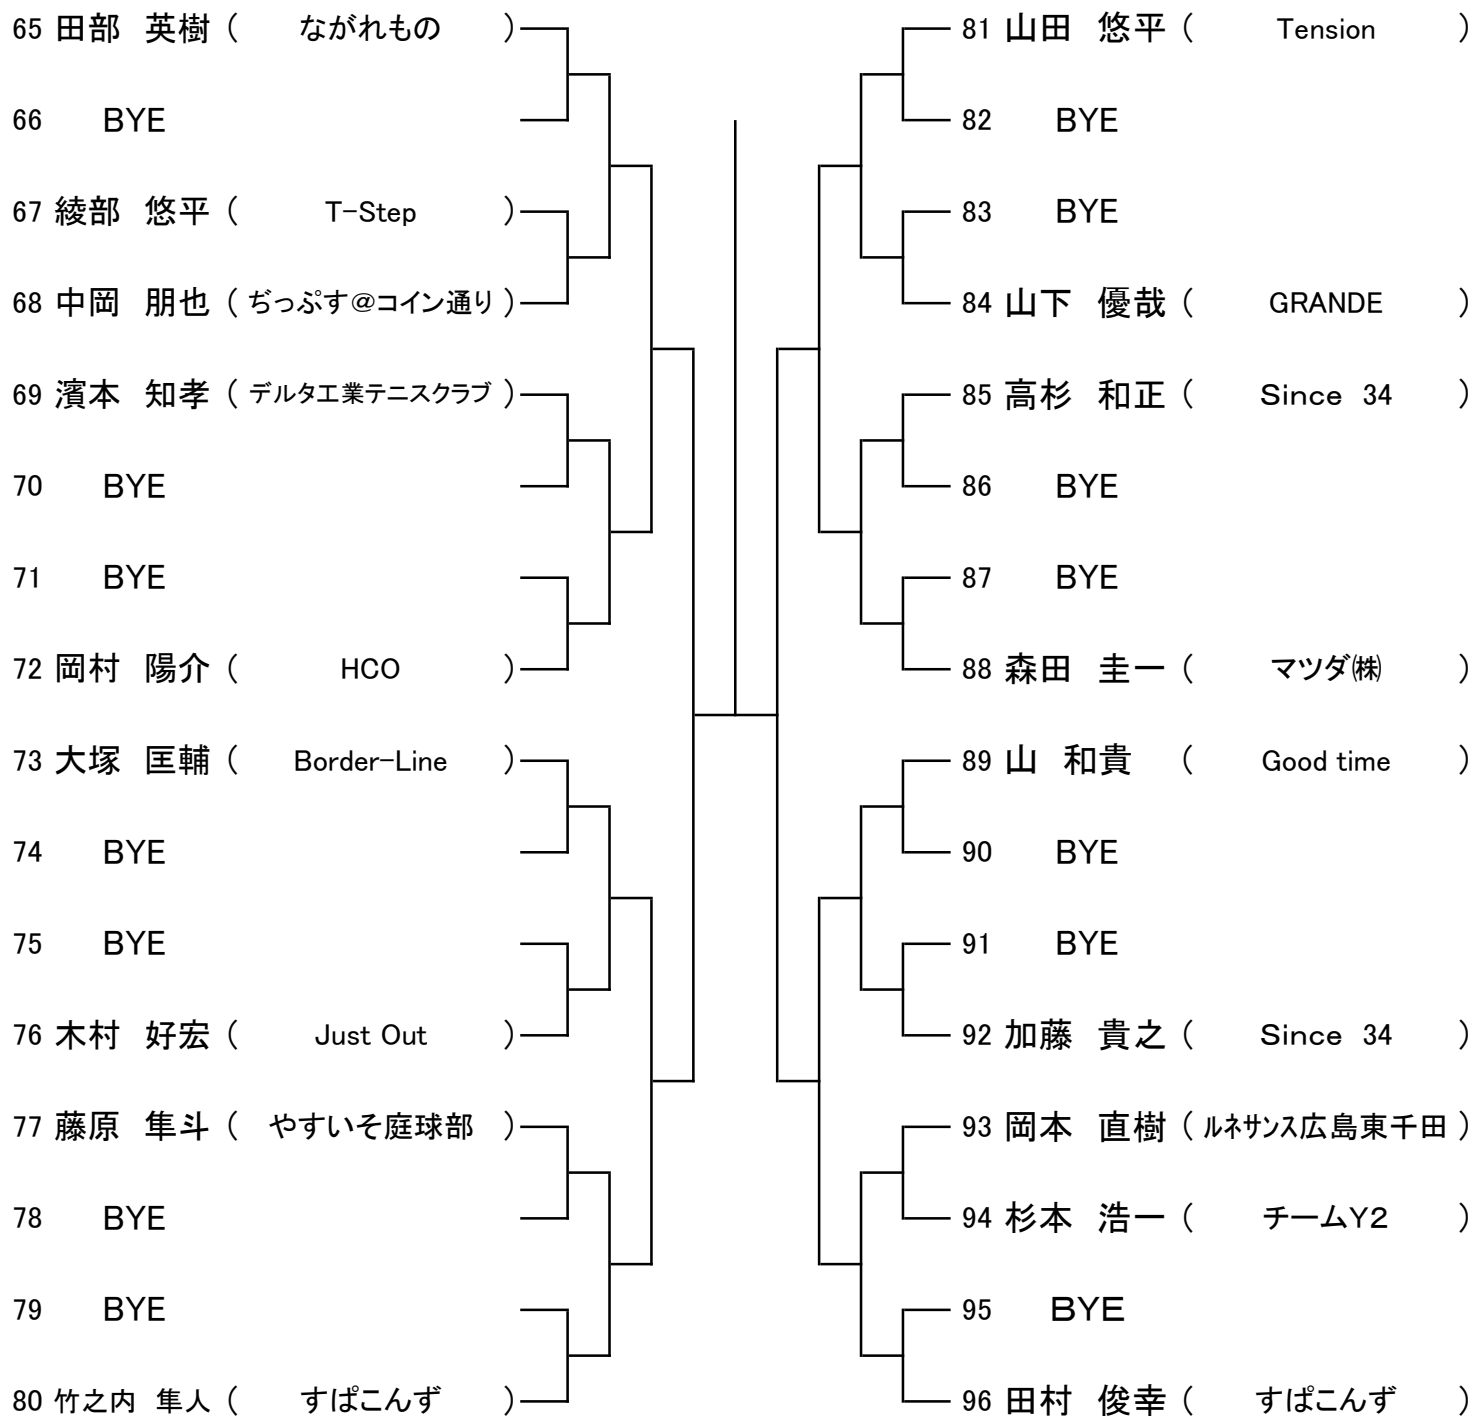 65 田部 英樹 ( ながれもの )
66 BYE
67 綾部 悠平 ( T-Step )
68 中岡 朋也 ( ぢっぷす@コイン通り )
69 濱本 知孝 ( デルタ工業テニスクラブ )
70 BYE
71 BYE
72 岡村 陽介 ( HCO )
73 大塚 匡輔 ( Border-Line )
74 BYE
75 BYE
76 木村 好宏 ( Just Out )
77 藤原 隼斗 ( やすいそ庭球部 )
78 BYE
79 BYE
80 竹之内 隼人 ( すぱこんず )
81 山田 悠平 ( Tension )
82 BYE
83 BYE
84 山下 優哉 ( GRANDE )
85 高杉 和正 ( Since 34 )
86 BYE
87 BYE
88 森田 圭一 ( マツダ㈱ )
89 山 和貴 ( Good time )
90 BYE
91 BYE
92 加藤 貴之 ( Since 34 )
93 岡本 直樹 ( ﾙﾈｻﾝｽ広島東千田 )
94 杉本 浩一 ( チームY2 )
95 BYE
96 田村 俊幸 ( すぱこんず )